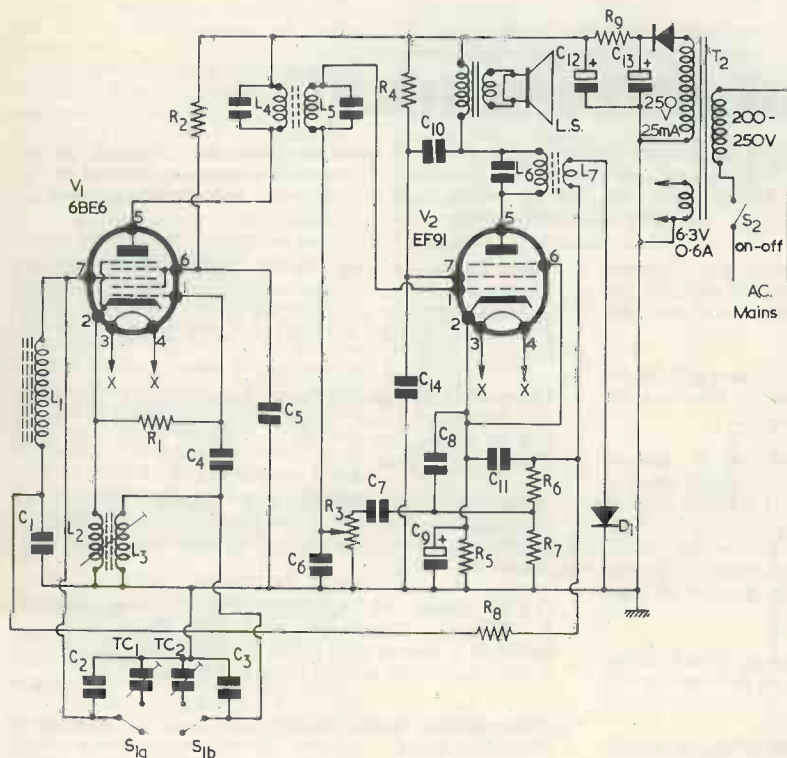 R9
C12 +
C13 +
T2
R2
L4
L5
R4
L.S.
250
V
25mA
200-
250V
C10
L6
L7
V1
6BE6
V2
EF91
S2
on-off
6·3V
0·6A
A.C.
Mains
5
7
6
1
2
3
4
5
7
6
1
2
3
4
X
X
X
X
L1
C5
C14
R1
C4
C8
C11
R6
C7
R3
C1
L2
L3
C6
C9 +
R5
R7
D1
R8
TC1
TC2
C2
C3
S1a
S1b